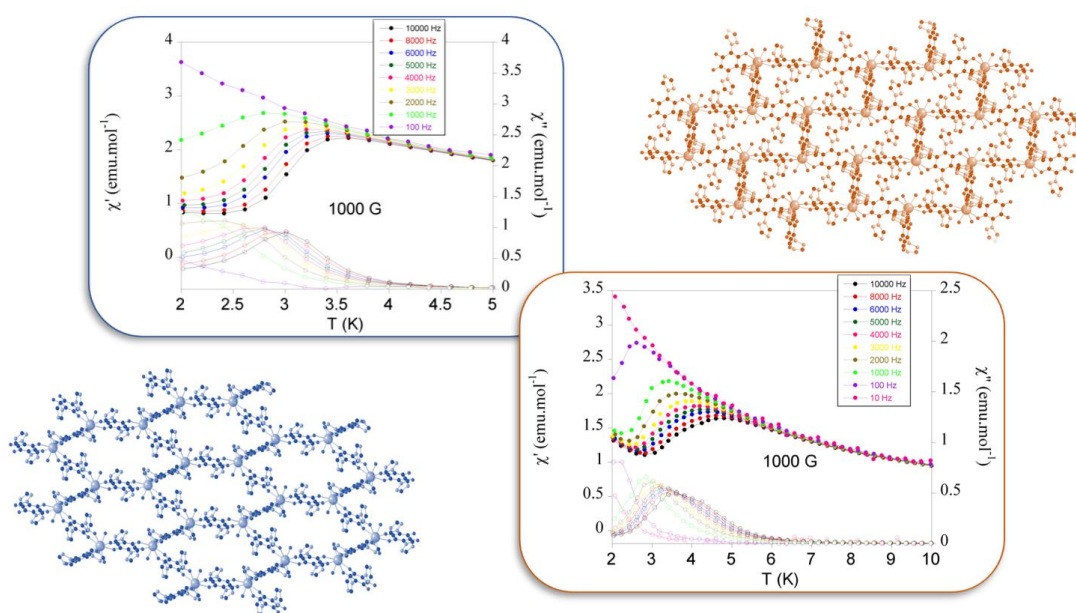 10000 Hz
8000 Hz
6000 Hz
5000 Hz
4000 Hz
3000 Hz
2000 Hz
1000 Hz
100 Hz
4
3
2
1
0
χ' (emu.mol⁻¹)
4
3.5
3
2.5
2
1.5
1
0.5
0
χ" (emu.mol⁻¹)
1000 G
2 2.5 3 3.5 4 4.5 5
T (K)
10000 Hz
8000 Hz
6000 Hz
5000 Hz
4000 Hz
3000 Hz
2000 Hz
1000 Hz
100 Hz
10 Hz
3.5
3
2.5
2
1.5
1
0.5
0
χ' (emu.mol⁻¹)
2.5
2
1.5
1
0.5
0
χ" (emu.mol⁻¹)
1000 G
2 3 4 5 6 7 8 9 10
T (K)